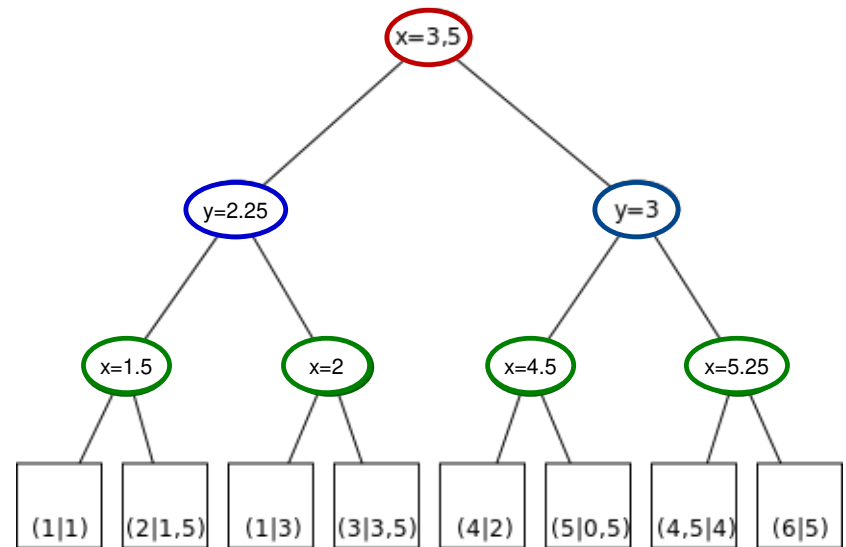 x=3,5
y=2.25
y=3
x=1.5
x=2
x=4.5
x=5.25
(1|1)
(2|1,5)
(1|3)
(3|3,5)
(4|2)
(5|0,5)
(4,5|4)
(6|5)